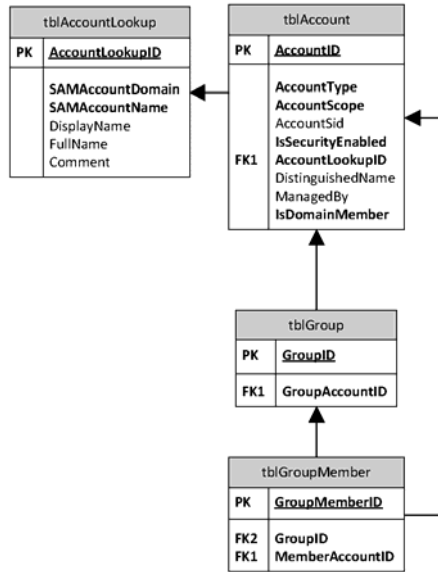 tblAccountLookup
PK AccountLookupID
SAMAccountDomain
SAMAccountName
DisplayName
FullName
Comment
tblAccount
PK AccountID
AccountType
AccountScope
AccountSid
IsSecurityEnabled
FK1 AccountLookupID
DistinguishedName
ManagedBy
IsDomainMember
tblGroup
PK GroupID
FK1 GroupAccountID
tblGroupMember
PK GroupMemberID
FK2 GroupID
FK1 MemberAccountID